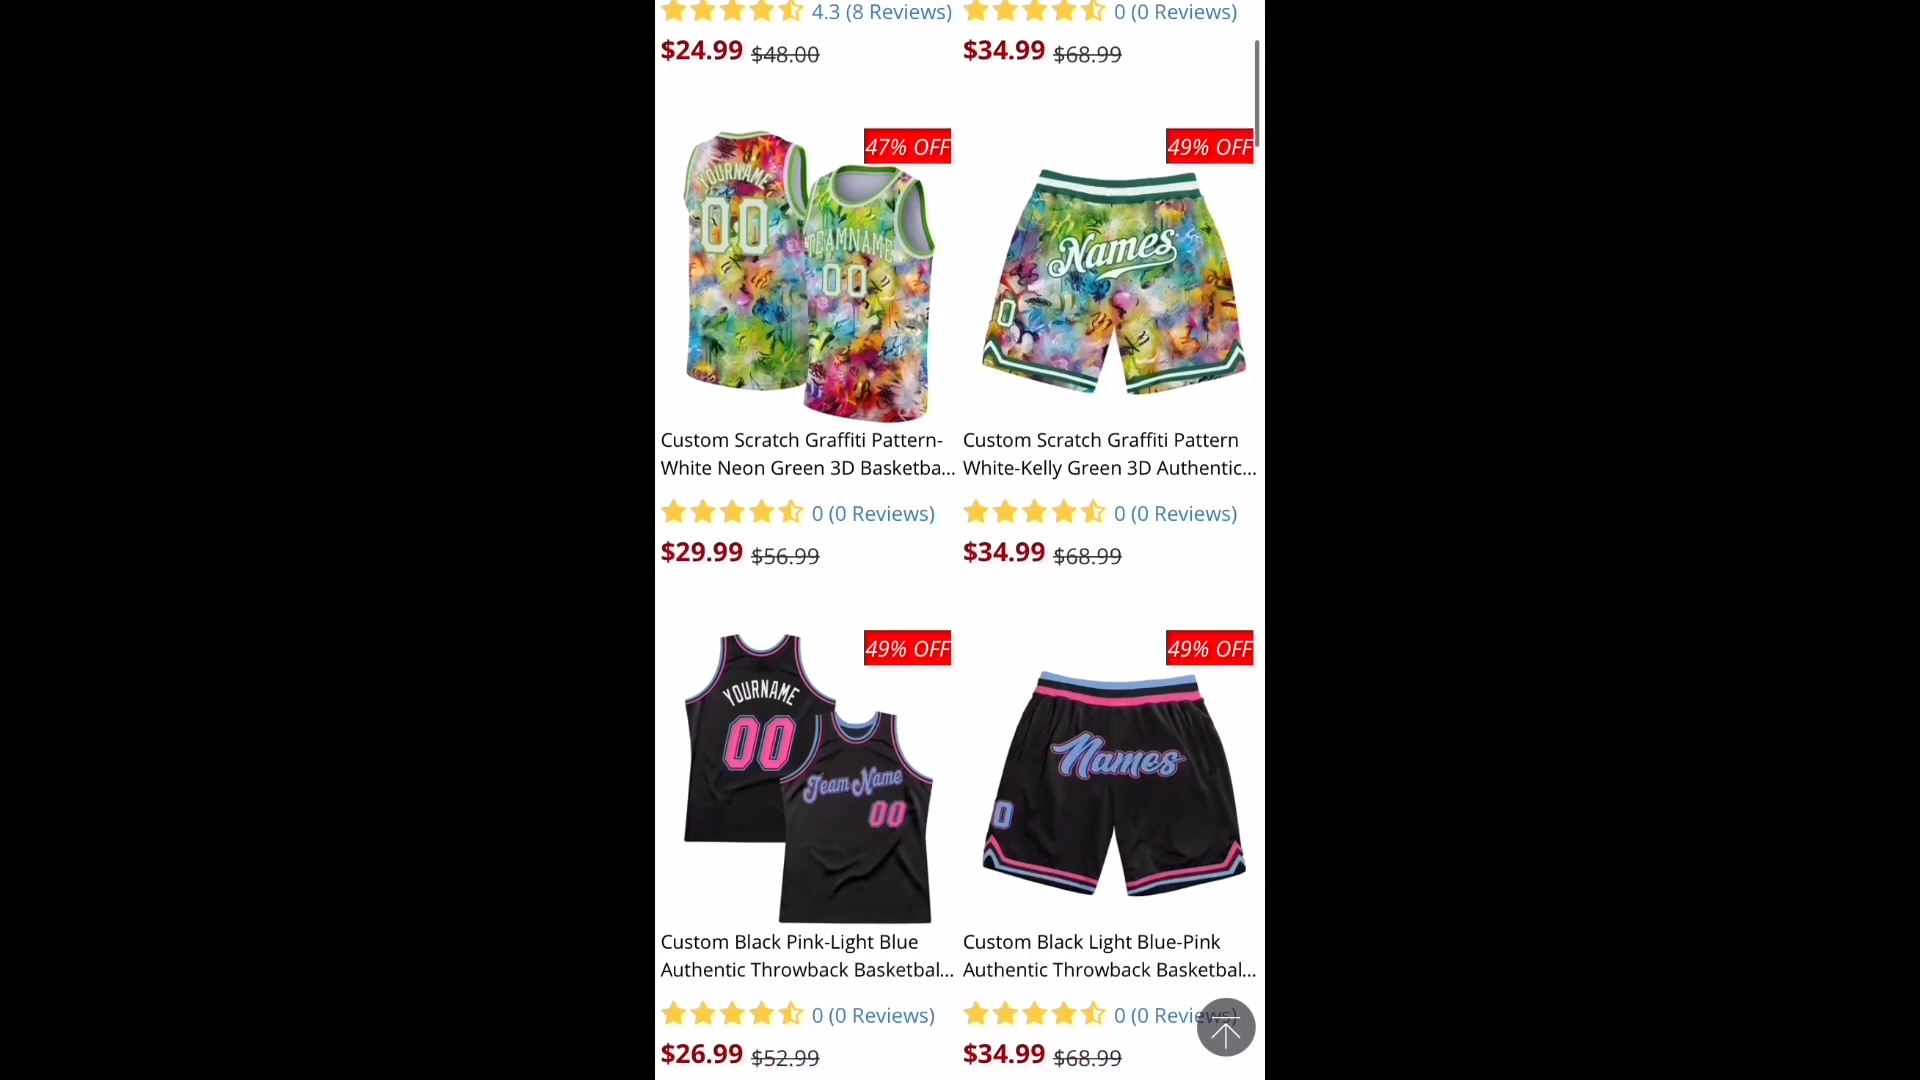 4.3 (8 Reviews)
0 (0 Reviews)
$24.99 $48.00
$34.99 $68.99
47% OFF
49% OFF
YOURNAME
00
TEAMNAME
00
Names
0
Custom Scratch Graffiti Pattern-
White Neon Green 3D Basketba...
Custom Scratch Graffiti Pattern
White-Kelly Green 3D Authentic...
0 (0 Reviews)
0 (0 Reviews)
$29.99 $56.99
$34.99 $68.99
49% OFF
49% OFF
YOURNAME
00
Team Name
00
Names
0
Custom Black Pink-Light Blue
Authentic Throwback Basketbal...
Custom Black Light Blue-Pink
Authentic Throwback Basketbal...
0 (0 Reviews)
0 (0 Reviews)
$26.99 $52.99
$34.99 $68.99